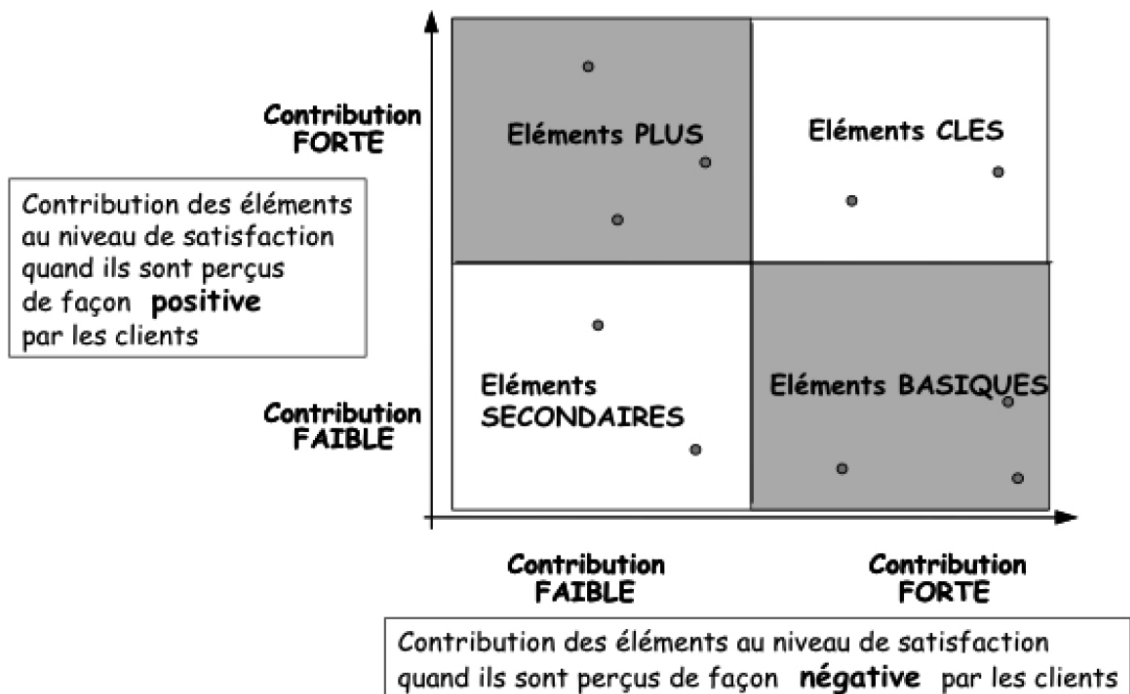 Contribution
FORTE
Eléments PLUS
Eléments CLES
Contribution des éléments
au niveau de satisfaction
quand ils sont perçus
de façon positive
par les clients
Contribution
FAIBLE
Eléments
SECONDAIRES
Eléments BASIQUES
Contribution
FAIBLE
Contribution
FORTE
Contribution des éléments au niveau de satisfaction
quand ils sont perçus de façon négative par les clients